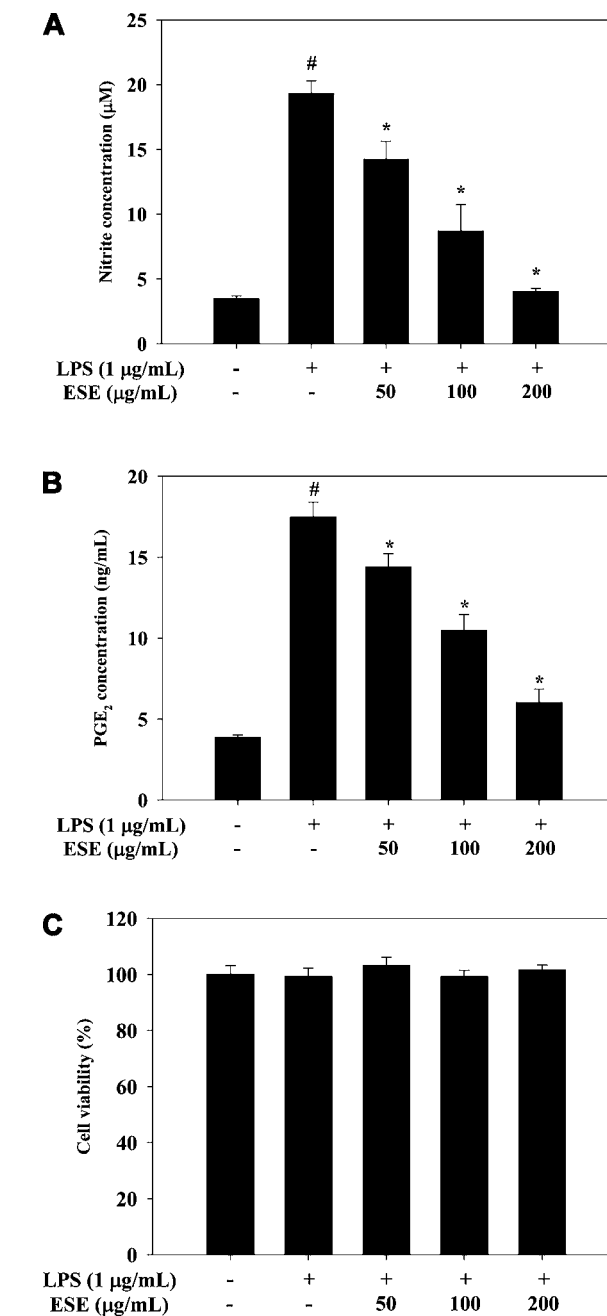 A
Nitrite concentration (μM)
25
20
15
10
5
0
#
*
*
*
LPS (1 μg/mL) - + + + +
ESE (μg/mL) - - 50 100 200
B
PGE₂ concentration (ng/mL)
20
15
10
5
0
#
*
*
*
LPS (1 μg/mL) - + + + +
ESE (μg/mL) - - 50 100 200
C
Cell viability (%)
120
100
80
60
40
20
0
LPS (1 μg/mL) - + + + +
ESE (μg/mL) - - 50 100 200